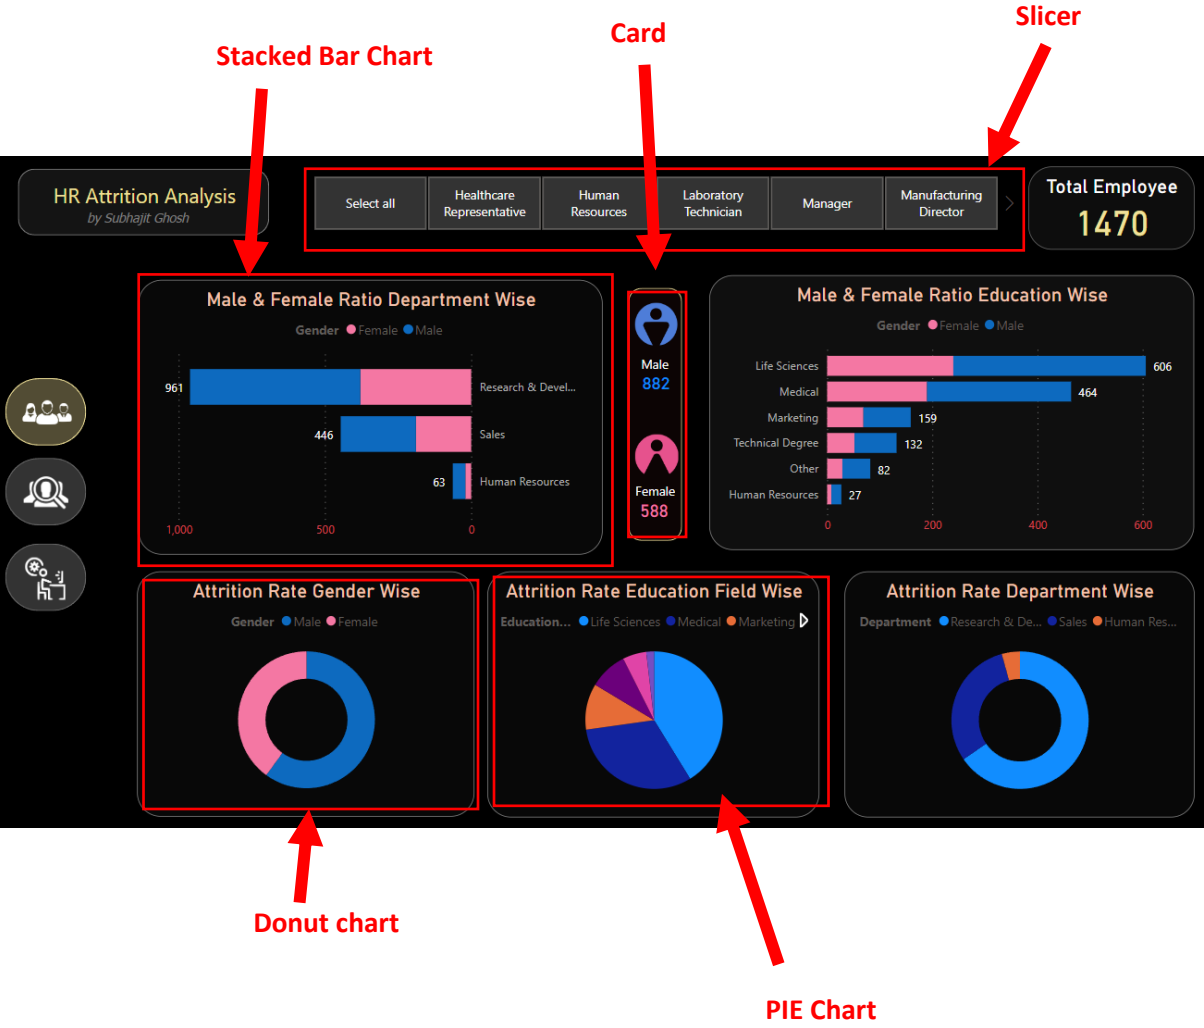 Slicer
Card
Stacked Bar Chart
HR Attrition Analysis
by Subhajit Ghosh
Select all
Healthcare
Representative
Human
Resources
Laboratory
Technician
Manager
Manufacturing
Director
Total Employee
1470
Male & Female Ratio Department Wise
Gender Female Male
961
Research & Devel...
446
Sales
63
Human Resources
1,000 500 0
Male
882
Female
588
Male & Female Ratio Education Wise
Gender Female Male
Life Sciences 606
Medical 464
Marketing 159
Technical Degree 132
Other 82
Human Resources 27
0 200 400 600
Attrition Rate Gender Wise
Gender Male Female
Attrition Rate Education Field Wise
Education... Life Sciences Medical Marketing
Attrition Rate Department Wise
Department Research & De... Sales Human Res...
Donut chart
PIE Chart